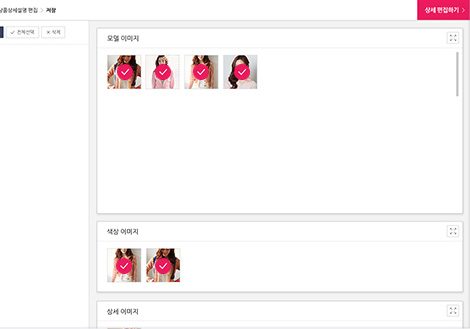 상품상세설명 편집 > 저장
상세 편집하기 >
✓ 전체선택
× 삭제
모델 이미지
색상 이미지
상세 이미지